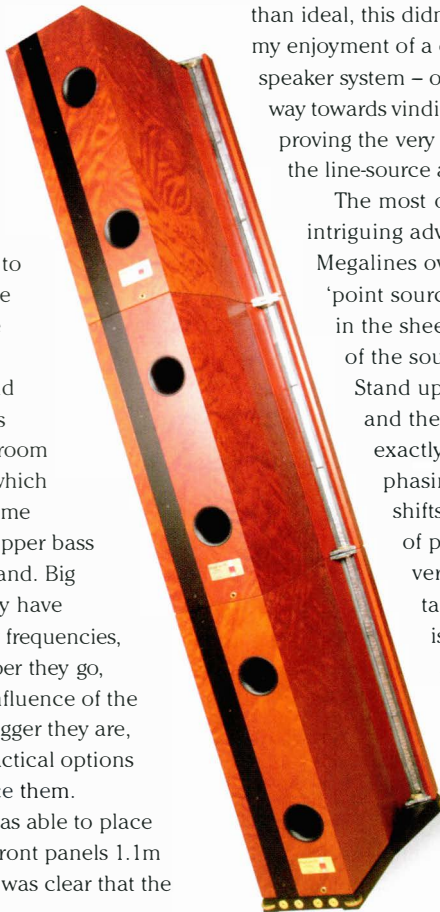 to
room
which
upper bass
and. Big
y have
frequencies,
per they go,
nfluence of the
gger they are,
ctical options
ce them.
as able to place
ront panels 1.1m
was clear that the
than ideal, this didn
my enjoyment of a
speaker system – o
way towards vindi
proving the very
the line-source a
The most o
intriguing adv
Megalines ov
'point sourc
in the shee
of the sou
Stand up
and the
exactly
phasin
shifts
of p
ver
ta
is